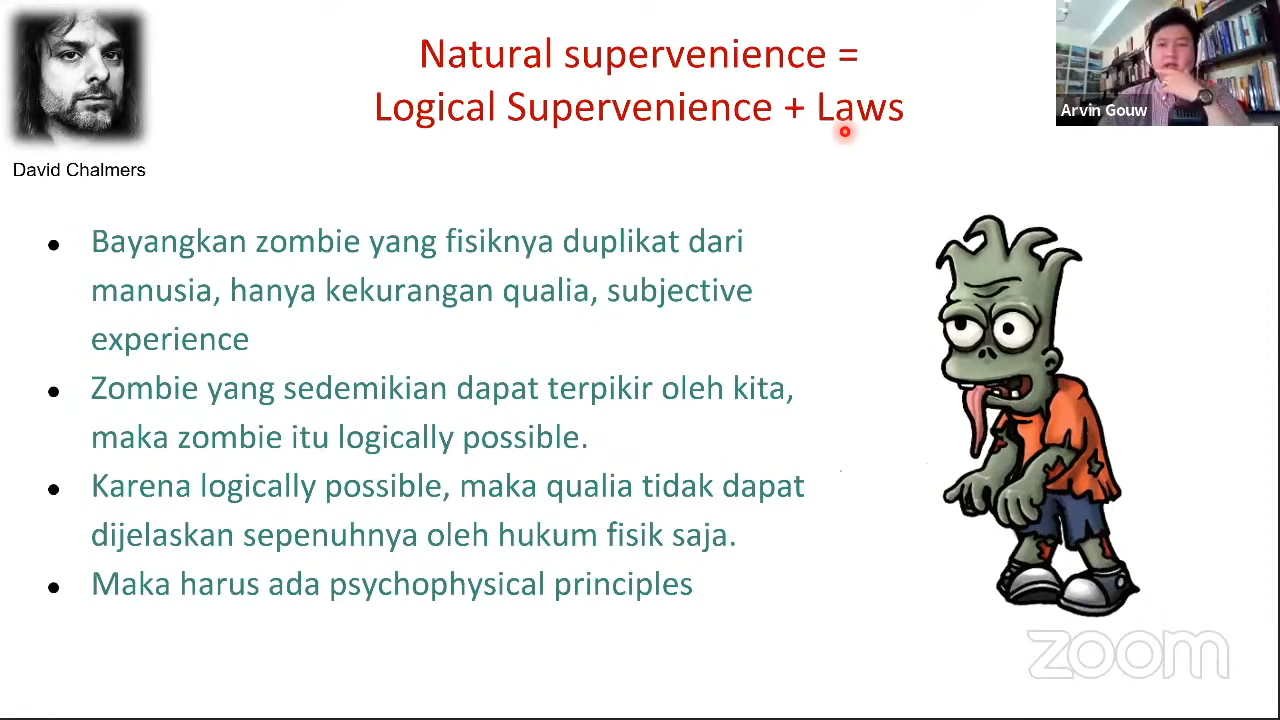 Natural supervenience =
Logical Supervenience + Laws
Arvin Gouw
David Chalmers
• Bayangkan zombie yang fisiknya duplikat dari
manusia, hanya kekurangan qualia, subjective
experience
• Zombie yang sedemikian dapat terpikir oleh kita,
maka zombie itu logically possible.
• Karena logically possible, maka qualia tidak dapat
dijelaskan sepenuhnya oleh hukum fisik saja.
• Maka harus ada psychophysical principles
zoom